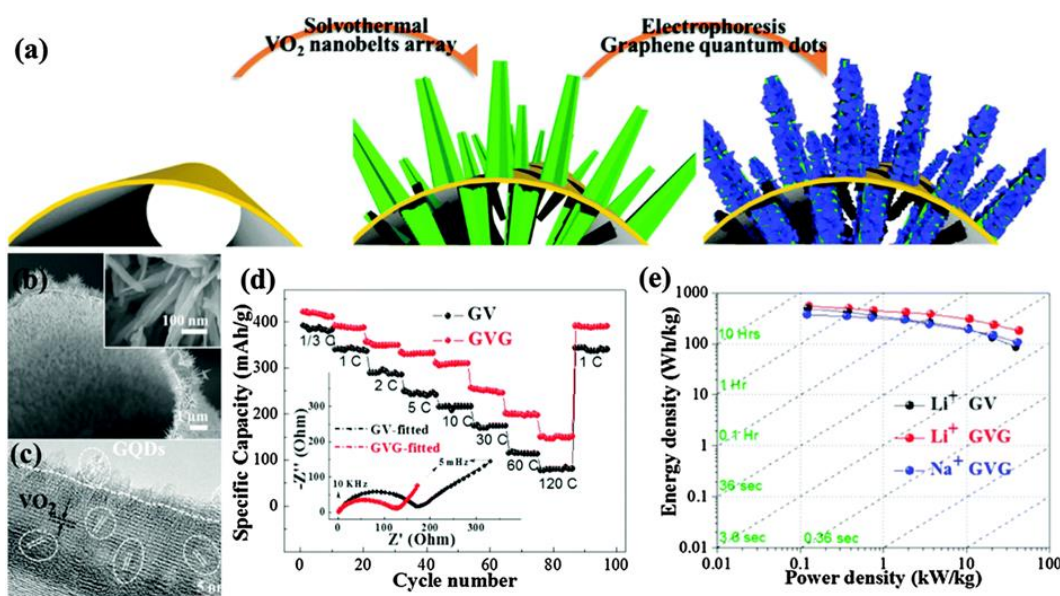 (a)
Solvothermal
VO₂ nanobelts array
Electrophoresis
Graphene quantum dots
(b)
100 nm
1 μm
(c)
GQDs
VO₂
(d)
Specific Capacity (mAh/g)
400
300
200
100
0
GV
GVG
1/3 C
1 C
2 C
5 C
10 C
30 C
60 C
120 C
1 C
-Z'' (Ohm)
300
200
100
0
GV-fitted
GVG-fitted
5 mHz
10 KHz
0 100 200 300
Z' (Ohm)
0 20 40 60 80 100
Cycle number
(e)
Energy density (Wh/kg)
1000
100
10
1
0.1
0.01
10 Hrs
1 Hr
0.1 Hr
36 sec
3.6 sec
0.36 sec
Li⁺ GV
Li⁺ GVG
Na⁺ GVG
0.01 0.1 1 10 100
Power density (kW/kg)